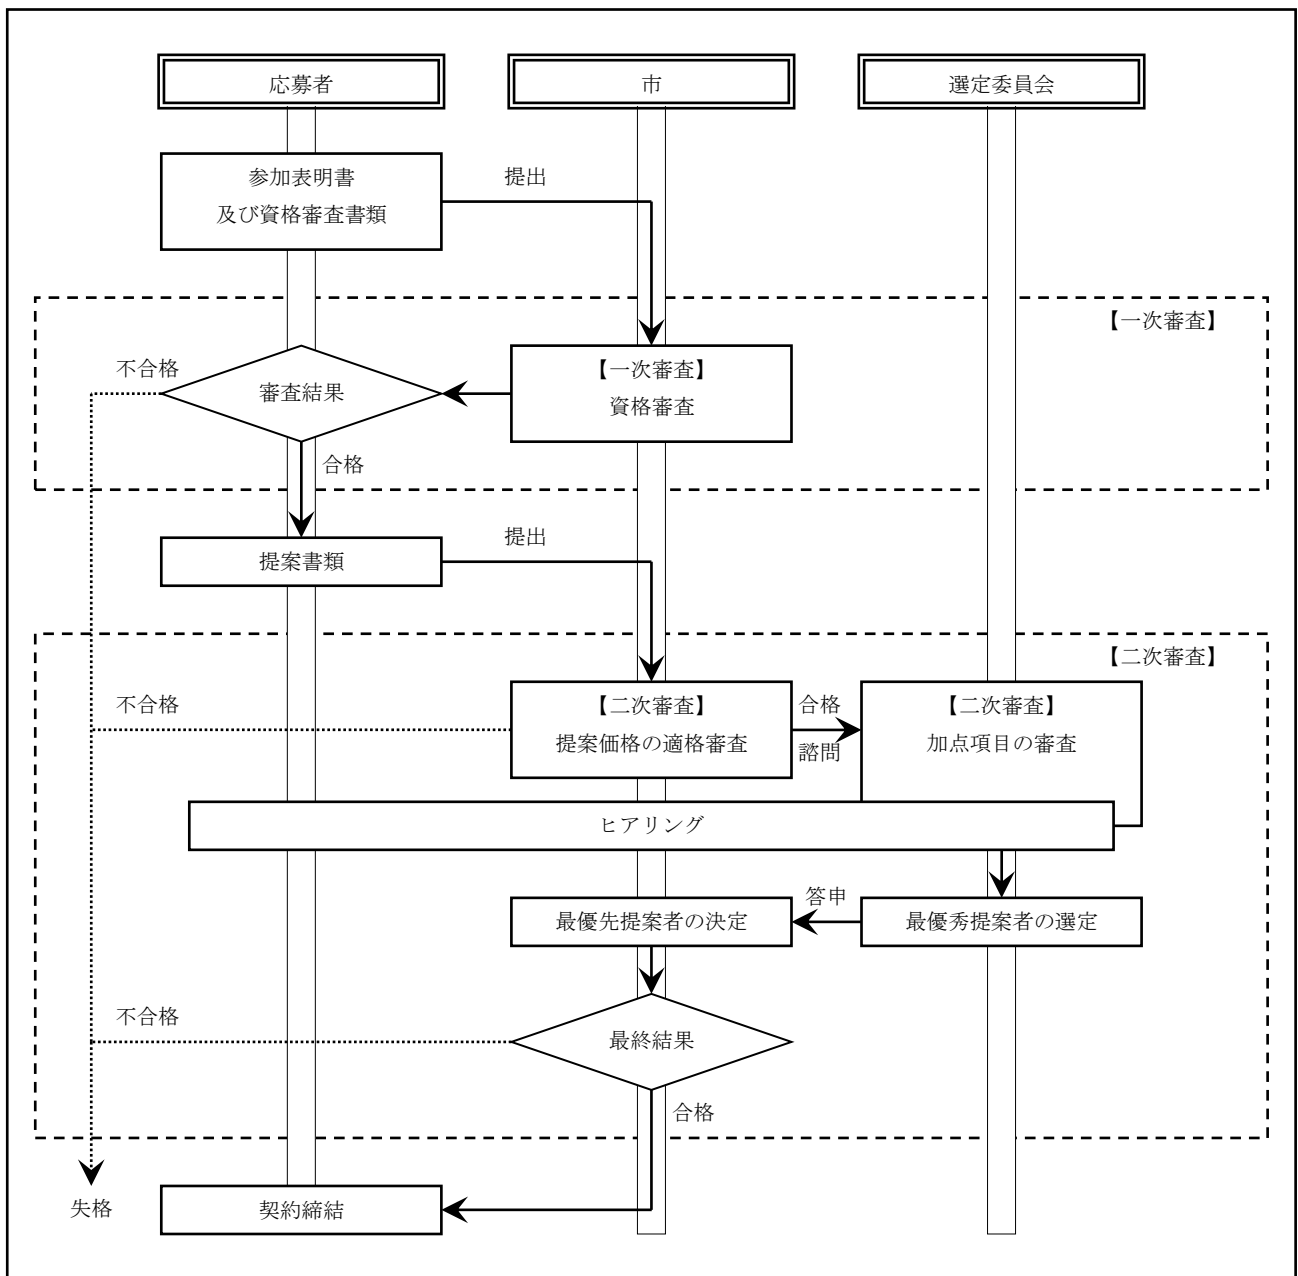 応募者
市
選定委員会
参加表明書
及び資格審査書類
提出
【一次審査】
不合格
審査結果
【一次審査】
資格審査
合格
提案書類
提出
【二次審査】
不合格
【二次審査】
提案価格の適格審査
合格
諮問
【二次審査】
加点項目の審査
ヒアリング
最優先提案者の決定
答申
最優秀提案者の選定
不合格
最終結果
合格
失格
契約締結